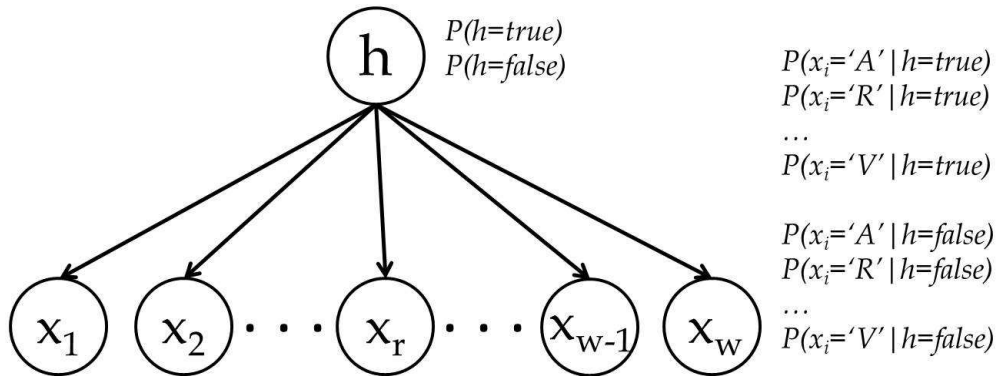 h
P(h=true)
P(h=false)
P(xi=‘A’|h=true)
P(xi=‘R’|h=true)
...
P(xi=‘V’|h=true)
P(xi=‘A’|h=false)
P(xi=‘R’|h=false)
...
P(xi=‘V’|h=false)
x1 x2 . . . xr . . . xw-1 xw